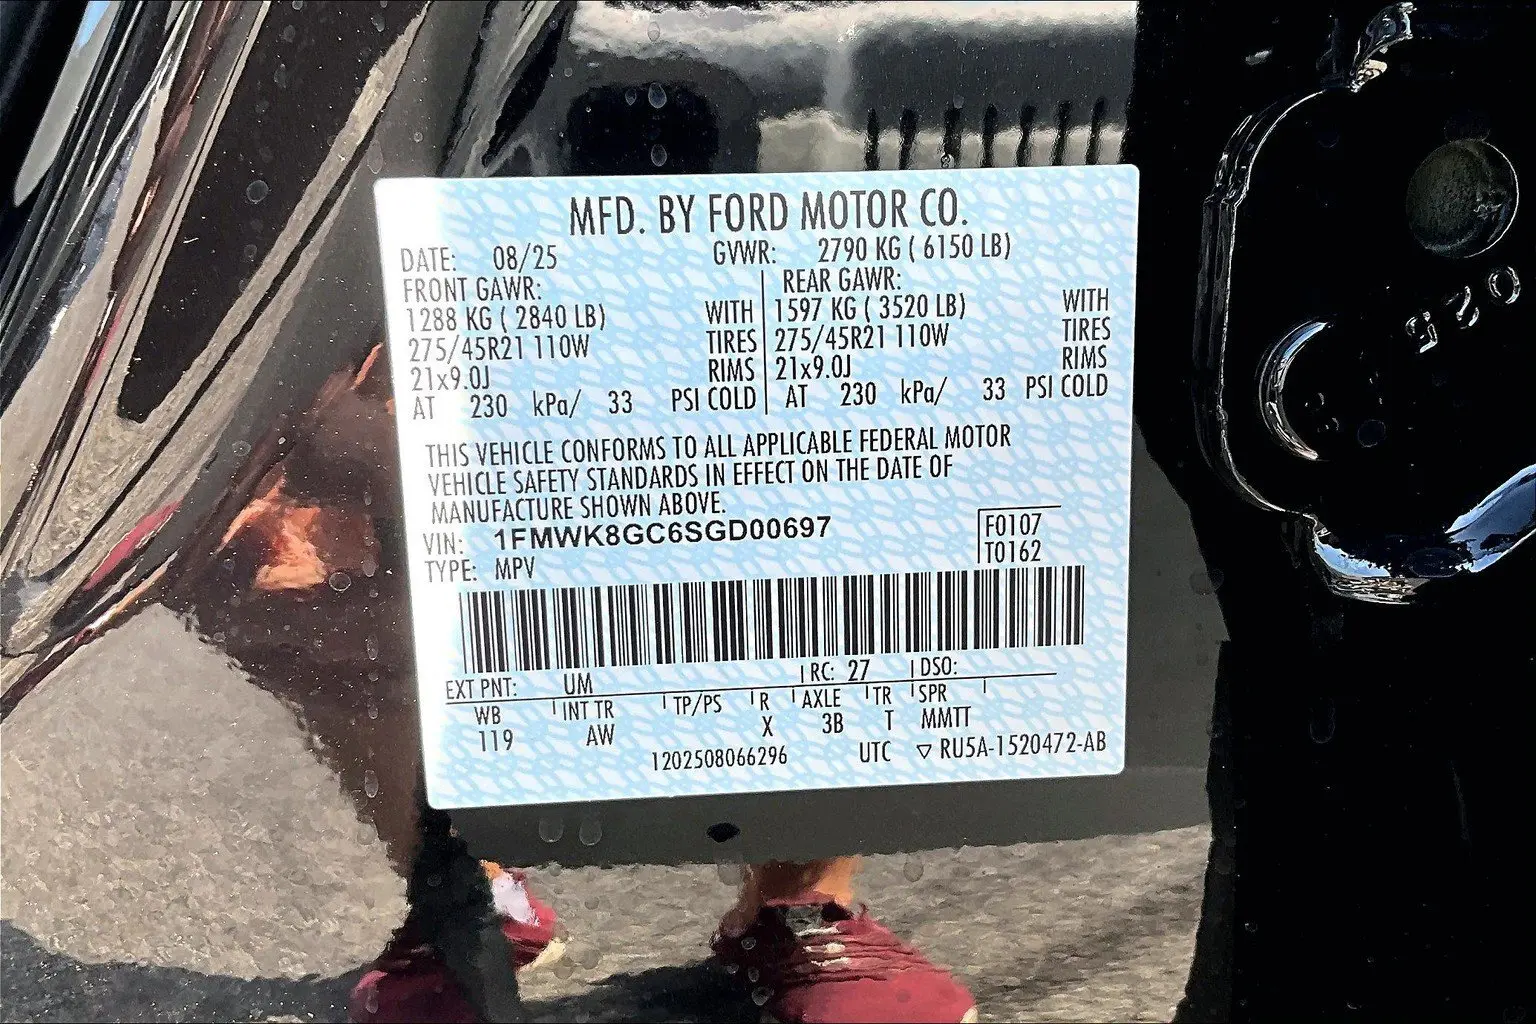 MFD. BY FORD MOTOR CO.
DATE: 08/25 GVWR: 2790 KG ( 6150 LB)
FRONT GAWR: REAR GAWR:
1288 KG ( 2840 LB) WITH 1597 KG ( 3520 LB) WITH
275/45R21 110W TIRES 275/45R21 110W TIRES
21x9.0J RIMS 21x9.0J RIMS
AT 230 kPa/ 33 PSI COLD AT 230 kPa/ 33 PSI COLD
THIS VEHICLE CONFORMS TO ALL APPLICABLE FEDERAL MOTOR
VEHICLE SAFETY STANDARDS IN EFFECT ON THE DATE OF
MANUFACTURE SHOWN ABOVE.
VIN: 1FMWK8GC6SGD00697 F0107
TYPE: MPV T0162
EXT PNT: UM RC: 27 DSO:
WB INT TR TP/PS R AXLE TR SPR
119 AW X 3B T MMTT
1202508066296 UTC ▽ RU5A-1520472-AB